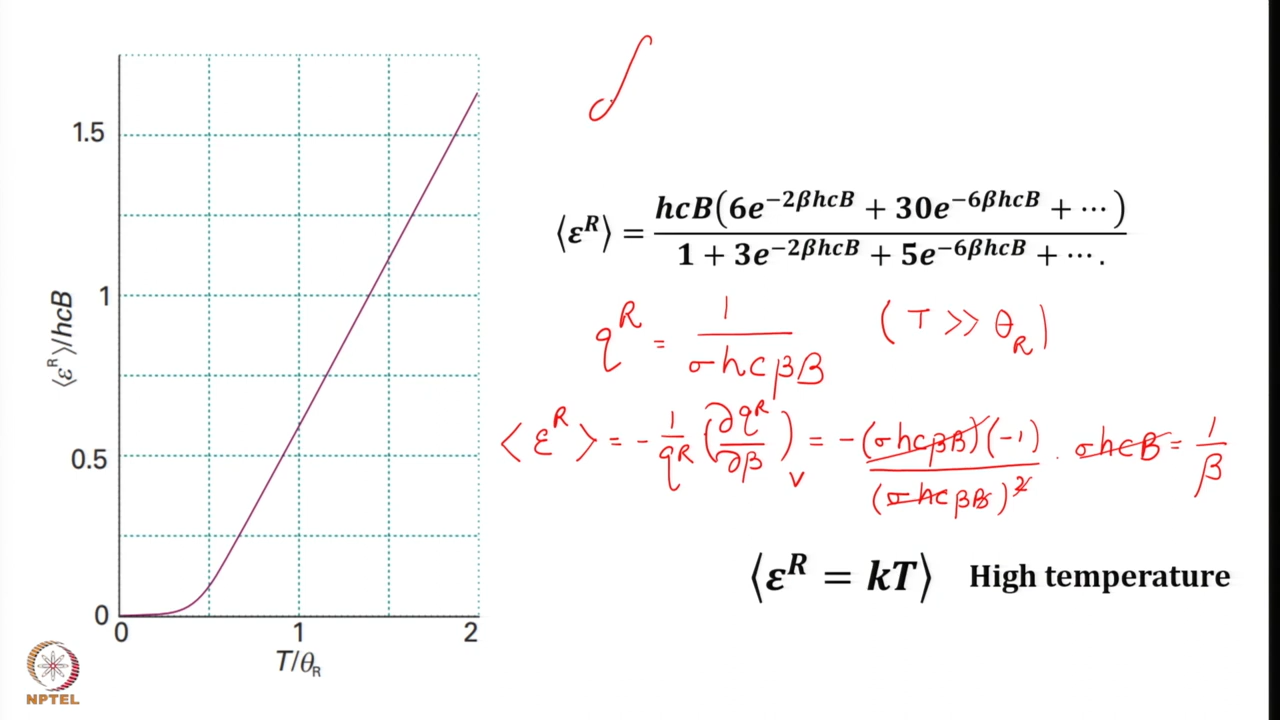 1.5
1
0.5
0
0 1 2
⟨ε^R⟩/hcB
T/θ_R
∫
⟨ε^R⟩ = hcB(6e^{−2βhcB} + 30e^{−6βhcB} + ⋯) / 1 + 3e^{−2βhcB} + 5e^{−6βhcB} + ⋯.
q^R = 1 / σhcβB (T >> θ_R)
⟨ε^R⟩ = − 1/q^R (∂q^R/∂β)_V = −(σhcβB)(−1) / (σhcβB)^2 · σhcB = 1/β
⟨ε^R = kT⟩ High temperature
NPTEL